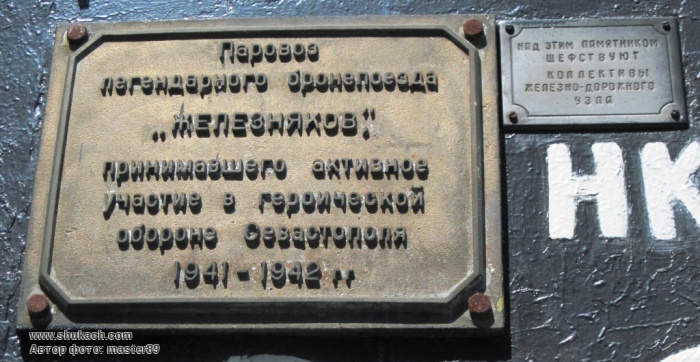 Паровоз
легендарного бронепоезда
„ЖЕЛЕЗНЯКОВ”,
принимавшего активное
участие в героической
обороне Севастополя
1941 - 1942 гг
НАД ЭТИМ ПАМЯТНИКОМ
ШЕФСТВУЮТ
КОЛЛЕКТИВЫ
ЖЕЛЕЗНО-ДОРОЖНОГО
УЗЛА
НК
www.shukach.com
Автор фото: master89